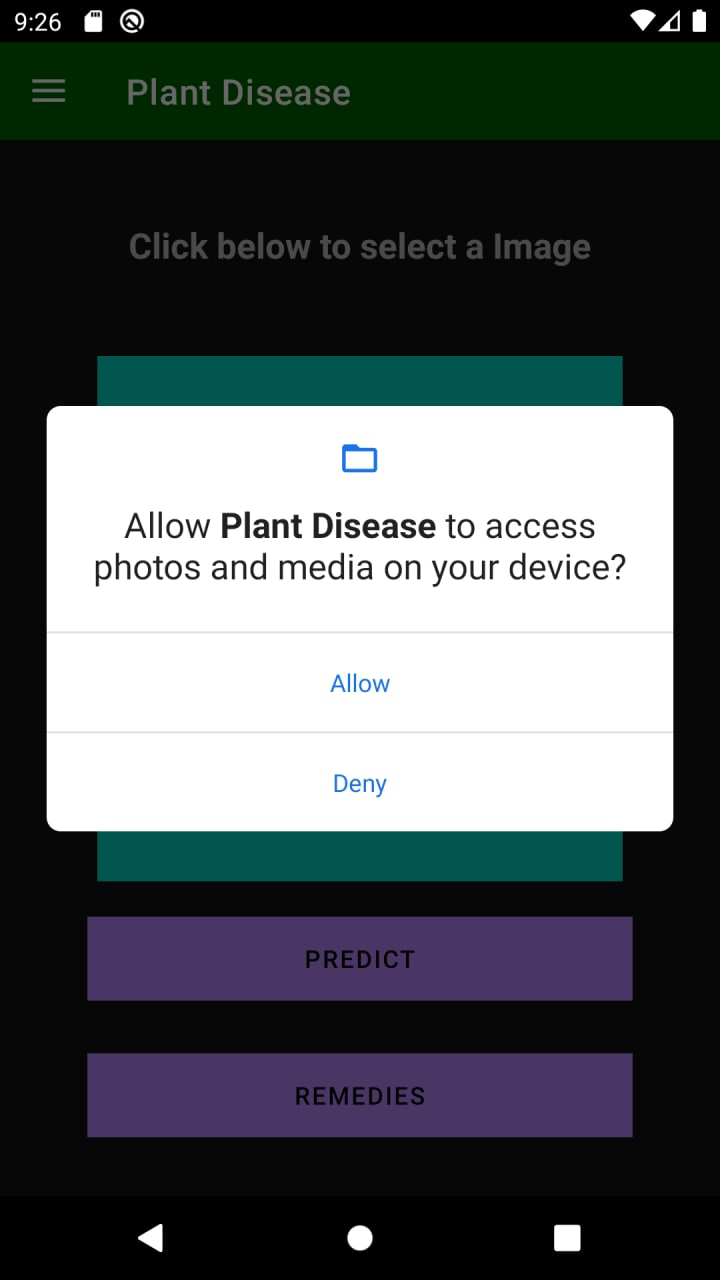 9:26
Plant Disease
Click below to select a Image
Allow Plant Disease to access
photos and media on your device?
Allow
Deny
PREDICT
REMEDIES